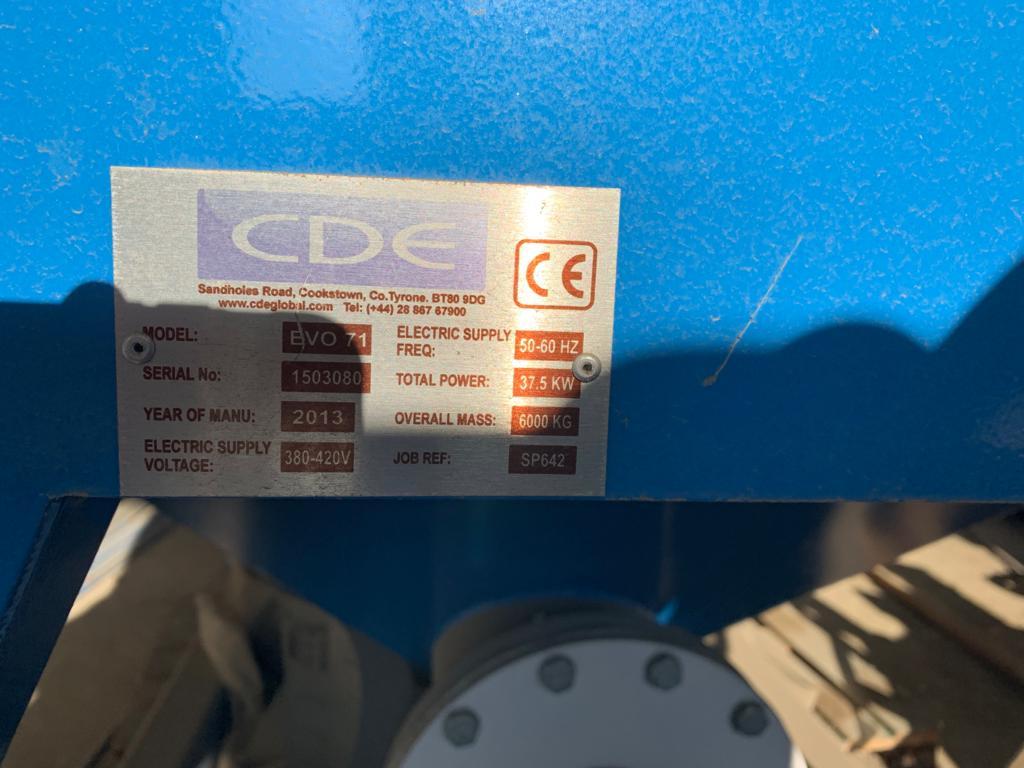 CDE
CE
Sandholes Road, Cookstown, Co.Tyrone. BT80 9DG
www.cdeglobal.com Tel: (+44) 28 867 67900
MODEL: EVO 71
ELECTRIC SUPPLY FREQ: 50-60 HZ
SERIAL No: 1503080
TOTAL POWER: 37.5 KW
YEAR OF MANU: 2013
OVERALL MASS: 6000 KG
ELECTRIC SUPPLY VOLTAGE: 380-420V
JOB REF: SP642